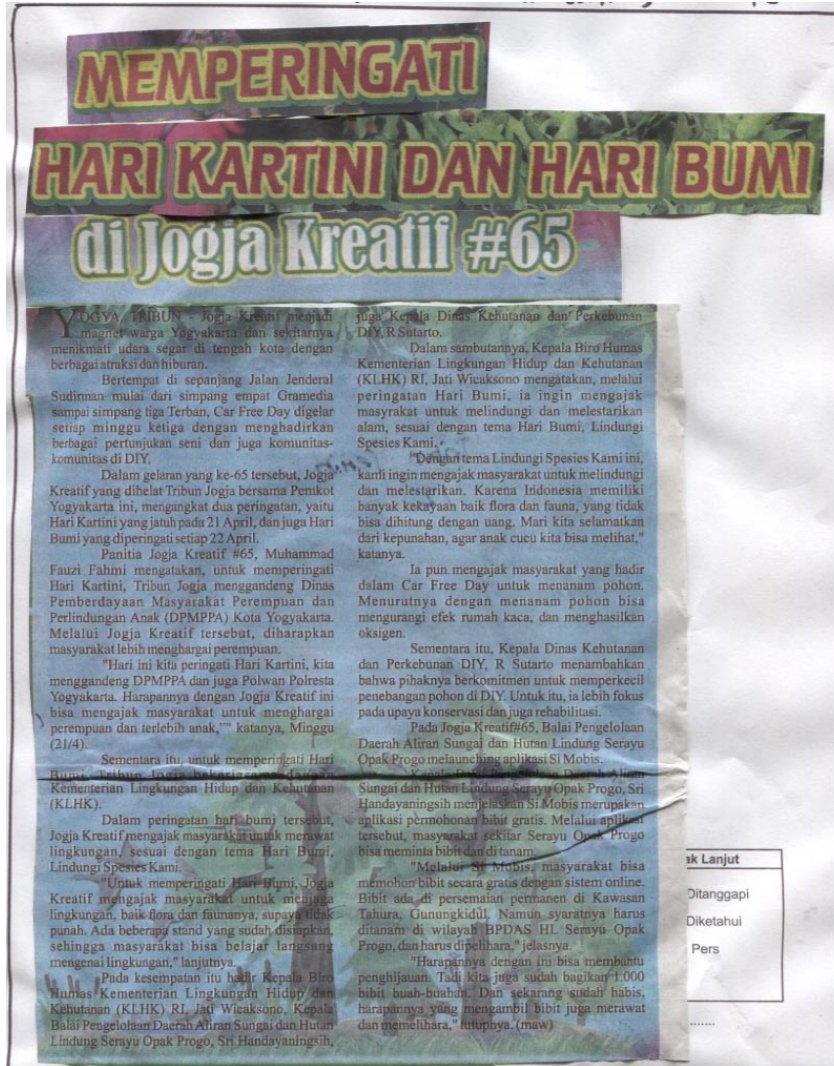 MEMPERINGATI
HARI KARTINI DAN HARI BUMI
di Jogja Kreatif #65
YOGYA, TRIBUN - Jogja Kreatif menjadi
magnet warga Yogyakarta dan sekitarnya
menikmati udara segar di tengah kota dengan
berbagai atraksi dan hiburan.
Bertempat di sepanjang Jalan Jenderal
Sudirman mulai dari simpang empat Gramedia
sampai simpang tiga Terban, Car Free Day digelar
setiap minggu ketiga dengan menghadirkan
berbagai pertunjukan seni dan juga komunitas-
komunitas di DIY.
Dalam gelaran yang ke-65 tersebut, Jogja
Kreatif yang dihelat Tribun Jogja bersama Pemkot
Yogyakarta ini, mengangkat dua peringatan, yaitu
Hari Kartini yang jatuh pada 21 April, dan juga Hari
Bumi yang diperingati setiap 22 April.
Panitia Jogja Kreatif #65, Muhammad
Fauzi Fahmi mengatakan, untuk memperingati
Hari Kartini, Tribun Jogja menggandeng Dinas
Pemberdayaan Masyarakat Perempuan dan
Perlindungan Anak (DPMPPA) Kota Yogyakarta.
Melalui Jogja Kreatif tersebut, diharapkan
masyarakat lebih menghargai perempuan.
"Hari ini kita peringati Hari Kartini, kita
menggandeng DPMPPA dan juga Polwan Polresta
Yogyakarta. Harapannya dengan Jogja Kreatif ini
bisa mengajak masyarakat untuk menghargai
perempuan dan terlebih anak,"" katanya, Minggu
(21/4).
Sementara itu, untuk memperingati Hari
Bumi, Tribun Jogja bekerjasama dengan
Kementerian Lingkungan Hidup dan Kehutanan
(KLHK).
Dalam peringatan hari bumi tersebut,
Jogja Kreatif mengajak masyarakat untuk merawat
lingkungan, sesuai dengan tema Hari Bumi,
Lindungi Spesies Kami.
"Untuk memperingati Hari Bumi, Jogja
Kreatif mengajak masyarakat untuk menjaga
lingkungan, baik flora dan faunanya, supaya tidak
punah. Ada beberapa stand yang sudah disiapkan,
sehingga masyarakat bisa belajar langsung
mengenai lingkungan," lanjutnya.
Pada kesempatan itu hadir Kepala Biro
Humas Kementerian Lingkungan Hidup dan
Kehutanan (KLHK) RI, Jati Wicaksono, Kepala
Balai Pengelolaan Daerah Aliran Sungai dan Hutan
Lindung Serayu Opak Progo, Sri Handayaningsih,
juga Kepala Dinas Kehutanan dan Perkebunan
DIY, R Sutarto.
Dalam sambutannya, Kepala Biro Humas
Kementerian Lingkungan Hidup dan Kehutanan
(KLHK) RI, Jati Wicaksono mengatakan, melalui
peringatan Hari Bumi, ia ingin mengajak
masyrakat untuk melindungi dan melestarikan
alam, sesuai dengan tema Hari Bumi, Lindungi
Spesies Kami.
"Dengan tema Lindungi Spesies Kami ini,
kami ingin mengajak masyarakat untuk melindungi
dan melestarikan. Karena Indonesia memiliki
banyak kekayaan baik flora dan fauna, yang tidak
bisa dihitung dengan uang. Mari kita selamatkan
dari kepunahan, agar anak cucu kita bisa melihat,"
katanya.
Ia pun mengajak masyarakat yang hadir
dalam Car Free Day untuk menanam pohon.
Menurutnya dengan menanam pohon bisa
mengurangi efek rumah kaca, dan menghasilkan
oksigen.
Sementara itu, Kepala Dinas Kehutanan
dan Perkebunan DIY, R Sutarto menambahkan
bahwa pihaknya berkomitmen untuk memperkecil
penebangan pohon di DIY. Untuk itu, ia lebih fokus
pada upaya konservasi dan juga rehabilitasi.
Pada Jogja Kreatif#65, Balai Pengelolaan
Daerah Aliran Sungai dan Hutan Lindung Serayu
Opak Progo melaunching aplikasi Si Mobis.
Kepala Balai Pengelolaan Daerah Aliran
Sungai dan Hutan Lindung Serayu Opak Progo, Sri
Handayaningsih menjelaskan Si Mobis merupakan
aplikasi permohonan bibit gratis. Melalui aplikasi
tersebut, masyarakat sekitar Serayu Opak Progo
bisa meminta bibit dan di tanam.
"Melalui Si Mobis, masyarakat bisa
memohon bibit secara gratis dengan sistem online.
Bibit ada di persemaian permanen di Kawasan
Tahura, Gunungkidul. Namun syaratnya harus
ditanam di wilayah BPDAS HL Serayu Opak
Progo, dan harus dipelihara," jelasnya.
"Harapannya dengan ini bisa membantu
penghijauan. Tadi kita juga sudah bagikan 1.000
bibit buah-buahan. Dan sekarang sudah habis,
harapannya yang mengambil bibit juga merawat
dan memelihara," tutupnya. (maw)
ak Lanjut
Ditanggapi
Diketahui
Pers